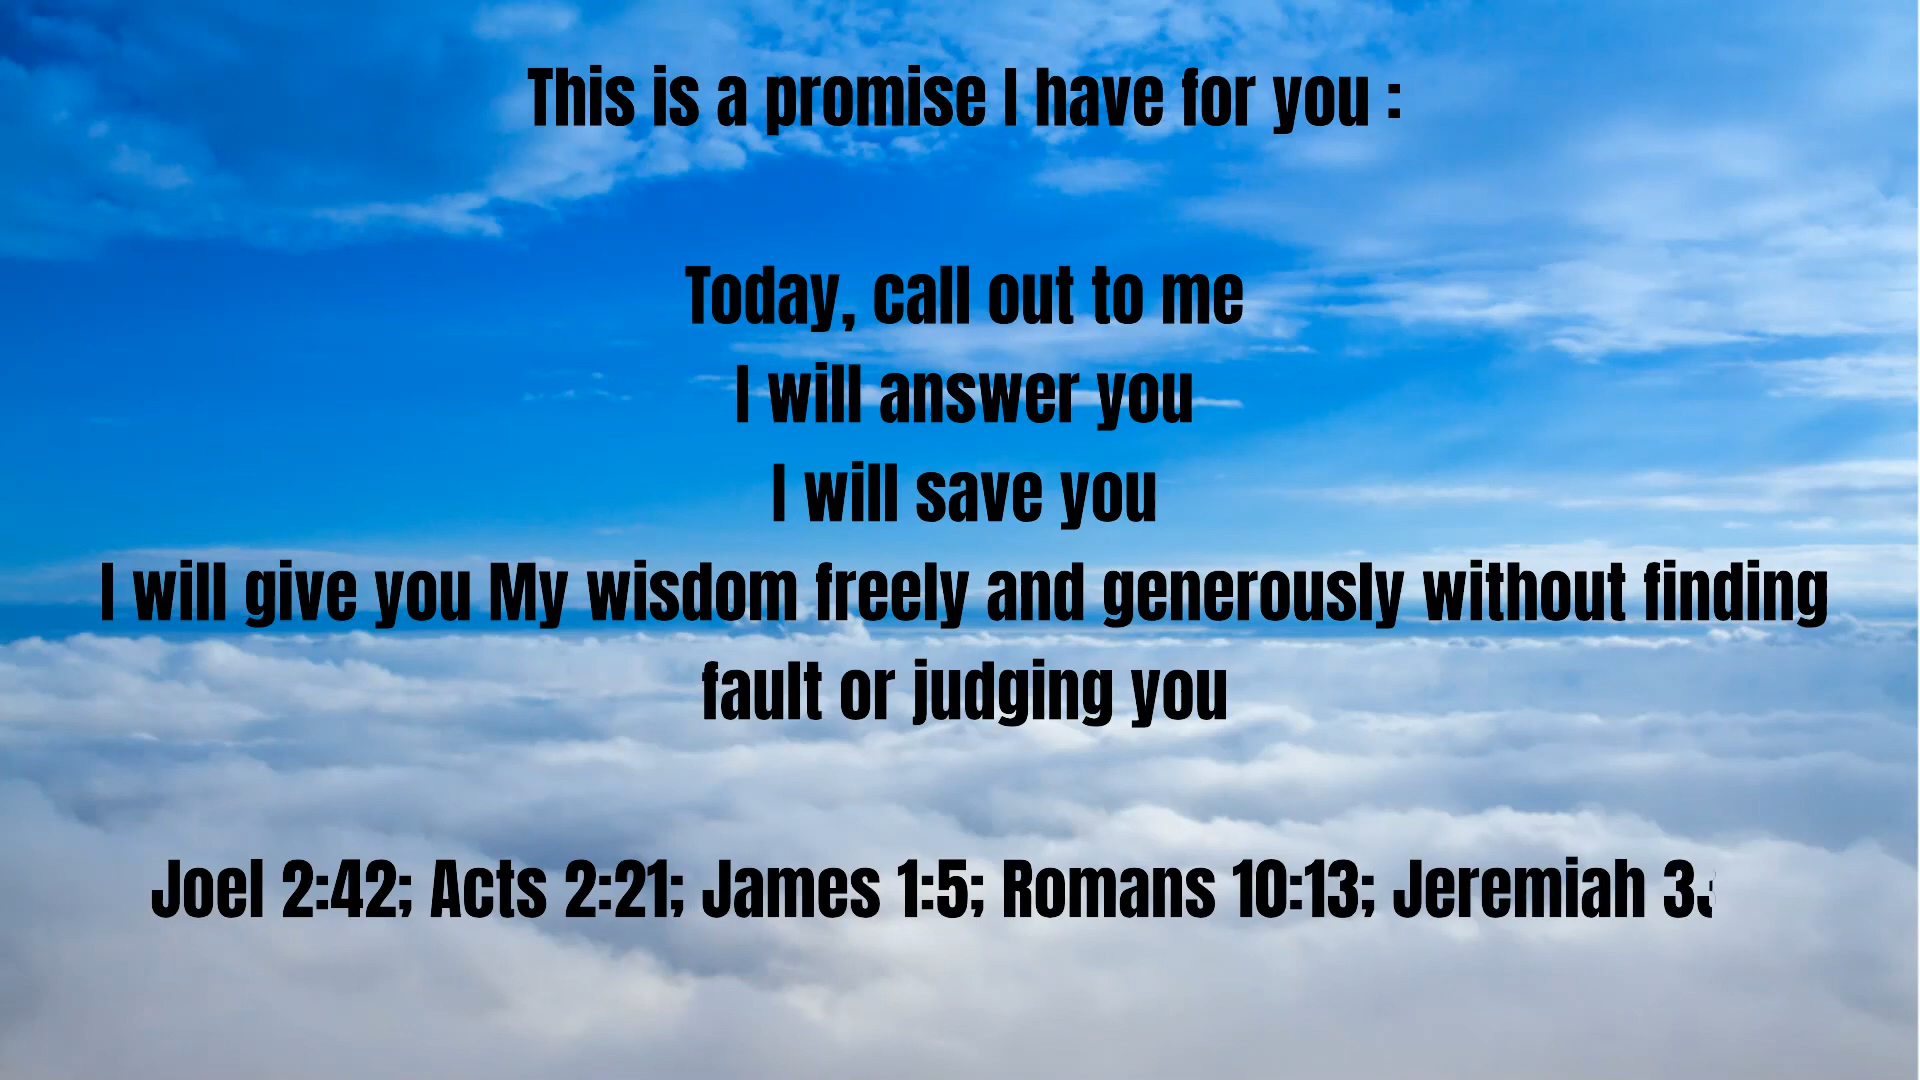 This is a promise I have for you :
Today, call out to me
I will answer you
I will save you
I will give you My wisdom freely and generously without finding
fault or judging you
Joel 2:42; Acts 2:21; James 1:5; Romans 10:13; Jeremiah